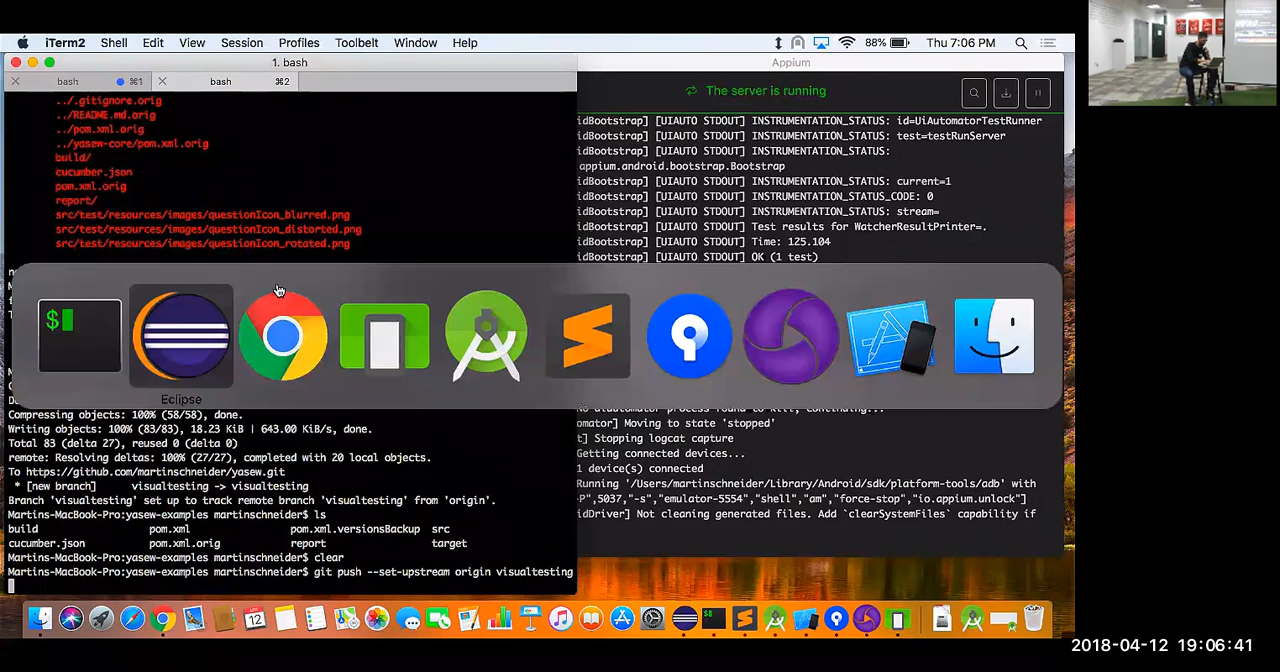 iTerm2 Shell Edit View Session Profiles Toolbelt Window Help 88% Thu 7:06 PM
1. bash
bash ⌘1 bash ⌘2
../.gitignore.orig
../README.md.orig
../pom.xml.orig
../yasew-core/pom.xml.orig
build/
cucumber.json
pom.xml.orig
report/
src/test/resources/images/questionIcon_blurred.png
src/test/resources/images/questionIcon_distorted.png
src/test/resources/images/questionIcon_rotated.png
$
Eclipse
Compressing objects: 100% (58/58), done.
Writing objects: 100% (83/83), 18.23 KiB | 643.00 KiB/s, done.
Total 83 (delta 27), reused 0 (delta 0)
remote: Resolving deltas: 100% (27/27), completed with 20 local objects.
To https://github.com/martinschneider/yasew.git
* [new branch] visualtesting -> visualtesting
Branch 'visualtesting' set up to track remote branch 'visualtesting' from 'origin'.
Martins-MacBook-Pro:yasew-examples martinschneider$ ls
build pom.xml pom.xml.versionsBackup src
cucumber.json pom.xml.orig report target
Martins-MacBook-Pro:yasew-examples martinschneider$ clear
Martins-MacBook-Pro:yasew-examples martinschneider$ git push --set-upstream origin visualtesting
Appium
The server is running
idBootstrap] [UIAUTO STDOUT] INSTRUMENTATION_STATUS: id=UiAutomatorTestRunner
idBootstrap] [UIAUTO STDOUT] INSTRUMENTATION_STATUS: test=testRunServer
idBootstrap] [UIAUTO STDOUT] INSTRUMENTATION_STATUS:
appium.android.bootstrap.Bootstrap
idBootstrap] [UIAUTO STDOUT] INSTRUMENTATION_STATUS: current=1
idBootstrap] [UIAUTO STDOUT] INSTRUMENTATION_STATUS_CODE: 0
idBootstrap] [UIAUTO STDOUT] INSTRUMENTATION_STATUS: stream=
idBootstrap] [UIAUTO STDOUT] Test results for WatcherResultPrinter=.
idBootstrap] [UIAUTO STDOUT] Time: 125.104
idBootstrap] [UIAUTO STDOUT] OK (1 test)
No uiautomator process found to kill, continuing...
omator] Moving to state 'stopped'
t] Stopping logcat capture
Getting connected devices...
1 device(s) connected
Running '/Users/martinschneider/Library/Android/sdk/platform-tools/adb' with
-P",5037,"-s","emulator-5554","shell","am","force-stop","io.appium.unlock"]
idDriver] Not cleaning generated files. Add `clearSystemFiles` capability if
2018-04-12 19:06:41